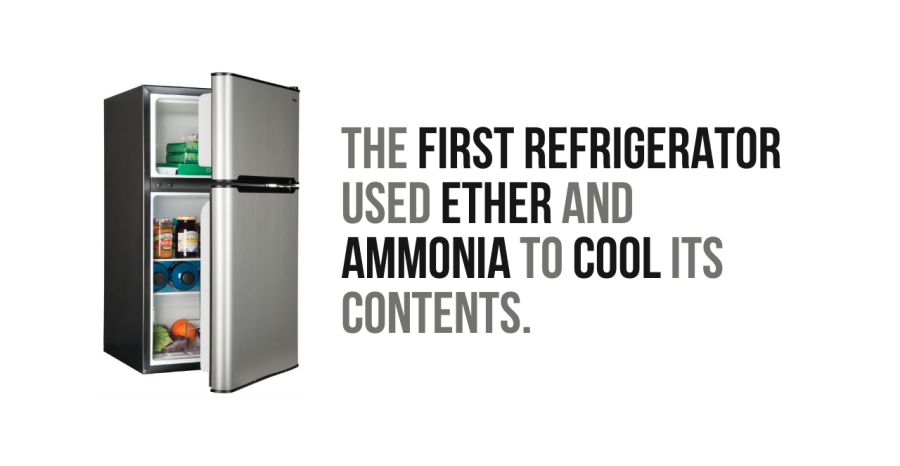 THE FIRST REFRIGERATOR
USED ETHER AND
AMMONIA TO COOL ITS
CONTENTS.